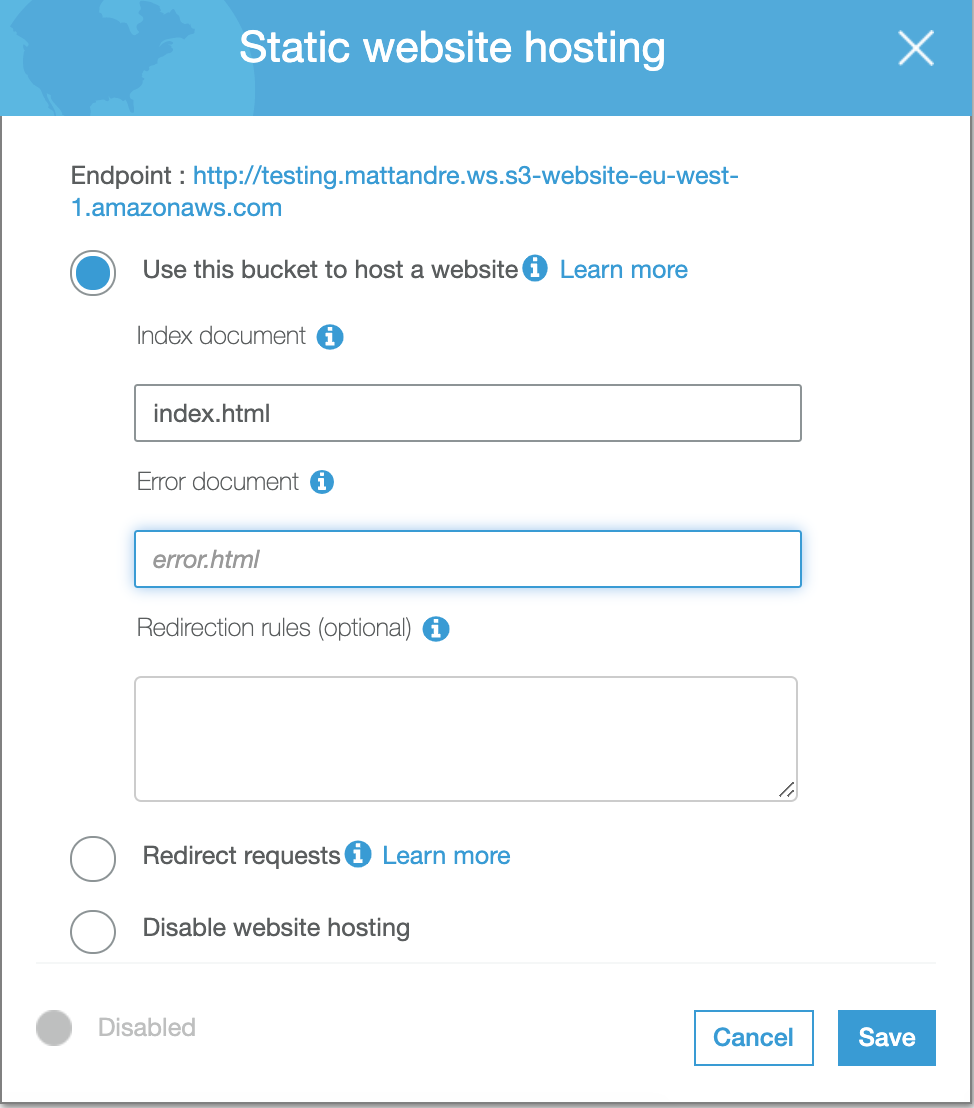 Static website hosting
Endpoint : http://testing.mattandre.ws.s3-website-eu-west-
1.amazonaws.com
Use this bucket to host a website Learn more
Index document
index.html
Error document
error.html
Redirection rules (optional)
Redirect requests Learn more
Disable website hosting
Disabled
Cancel
Save